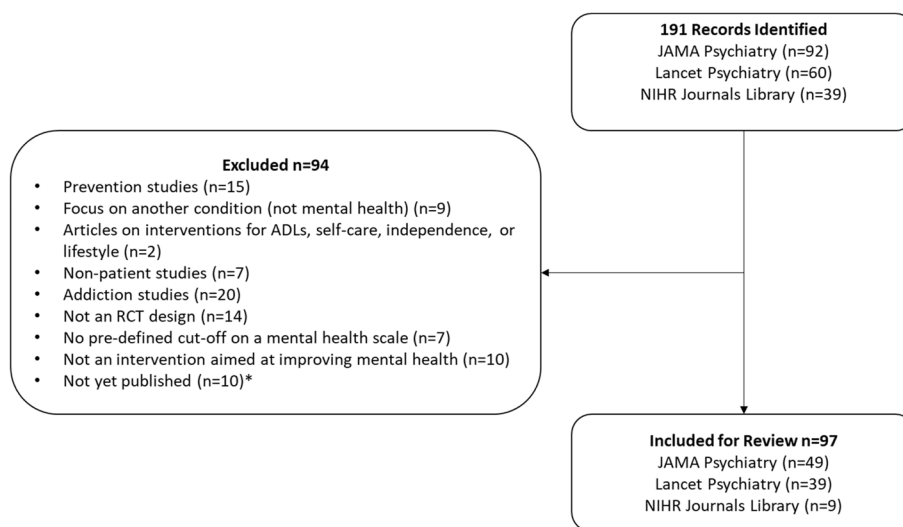 191 Records Identified
JAMA Psychiatry (n=92)
Lancet Psychiatry (n=60)
NIHR Journals Library (n=39)
Excluded n=94
• Prevention studies (n=15)
• Focus on another condition (not mental health) (n=9)
• Articles on interventions for ADLs, self-care, independence, or
lifestyle (n=2)
• Non-patient studies (n=7)
• Addiction studies (n=20)
• Not an RCT design (n=14)
• No pre-defined cut-off on a mental health scale (n=7)
• Not an intervention aimed at improving mental health (n=10)
• Not yet published (n=10)*
Included for Review n=97
JAMA Psychiatry (n=49)
Lancet Psychiatry (n=39)
NIHR Journals Library (n=9)